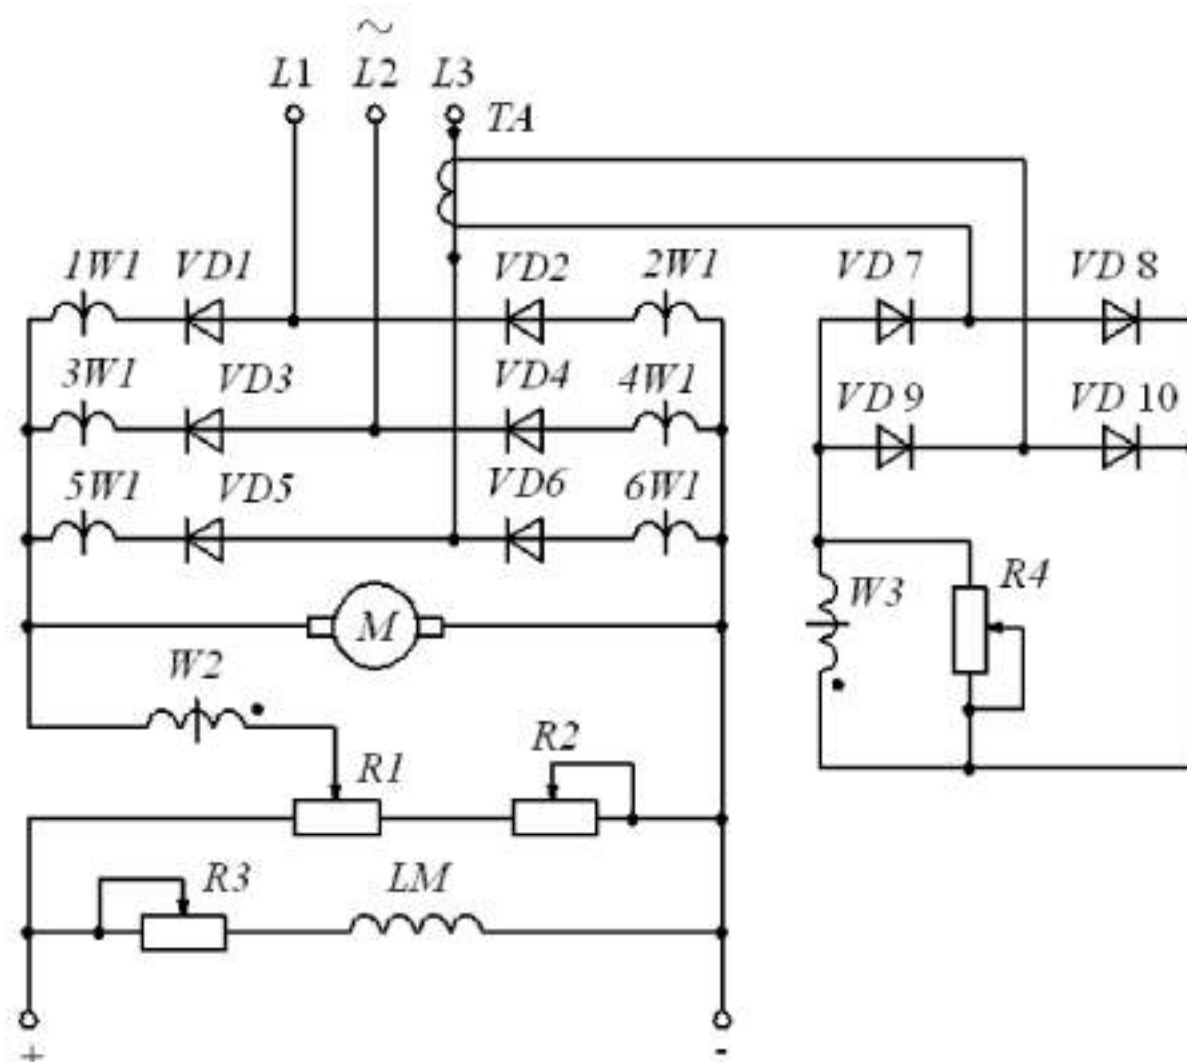 ~
L1 L2 L3
TA
1W1 VD1 VD2 2W1 VD 7 VD 8
3W1 VD3 VD4 4W1 VD 9 VD 10
5W1 VD5 VD6 6W1
M W3 R4
W2
R1 R2
R3 LM
+ -